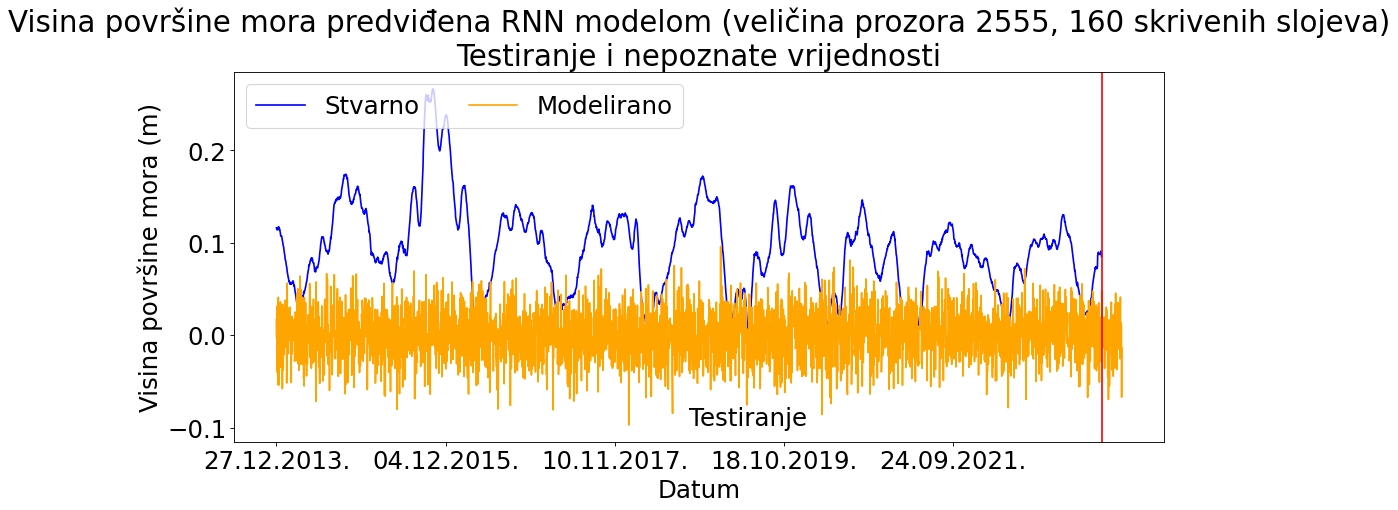 Visina površine mora predviđena RNN modelom (veličina prozora 2555, 160 skrivenih slojeva)
Testiranje i nepoznate vrijednosti
Stvarno
Modelirano
Visina površine mora (m)
0.2
0.1
0.0
−0.1
Testiranje
27.12.2013.
04.12.2015.
10.11.2017.
18.10.2019.
24.09.2021.
Datum